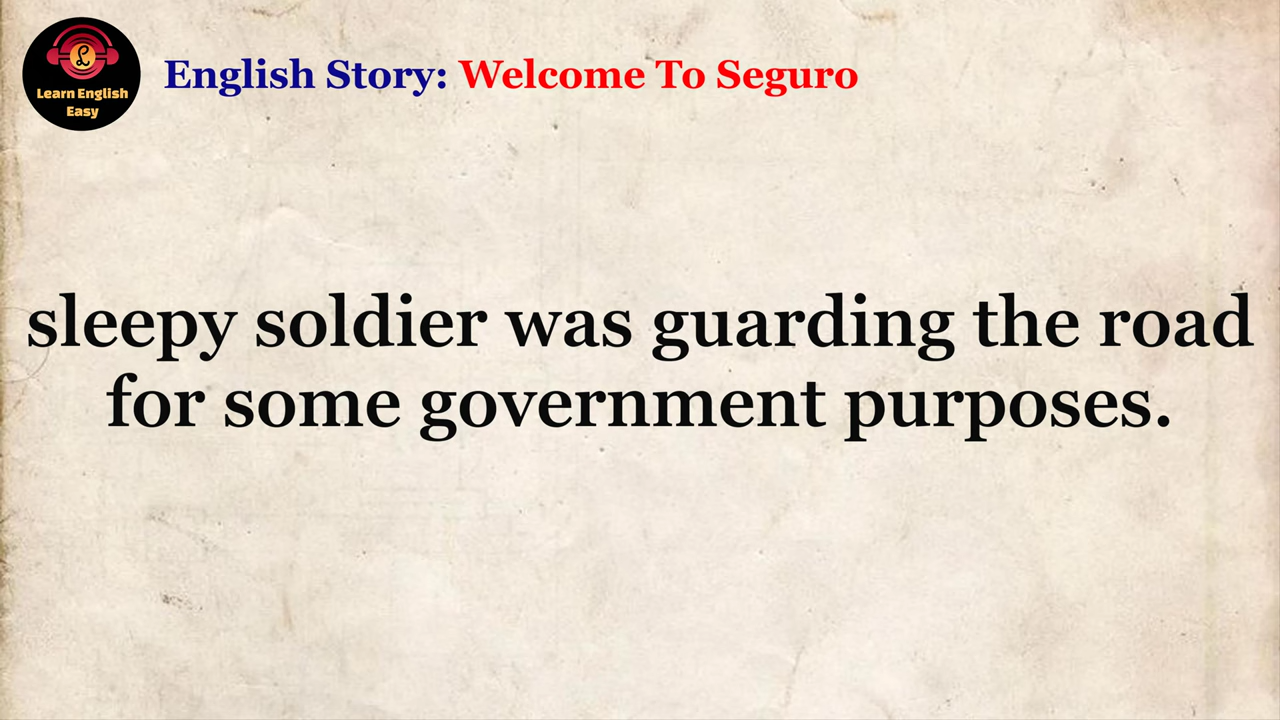 Learn English
Easy
English Story: Welcome To Seguro
sleepy soldier was guarding the road
for some government purposes.